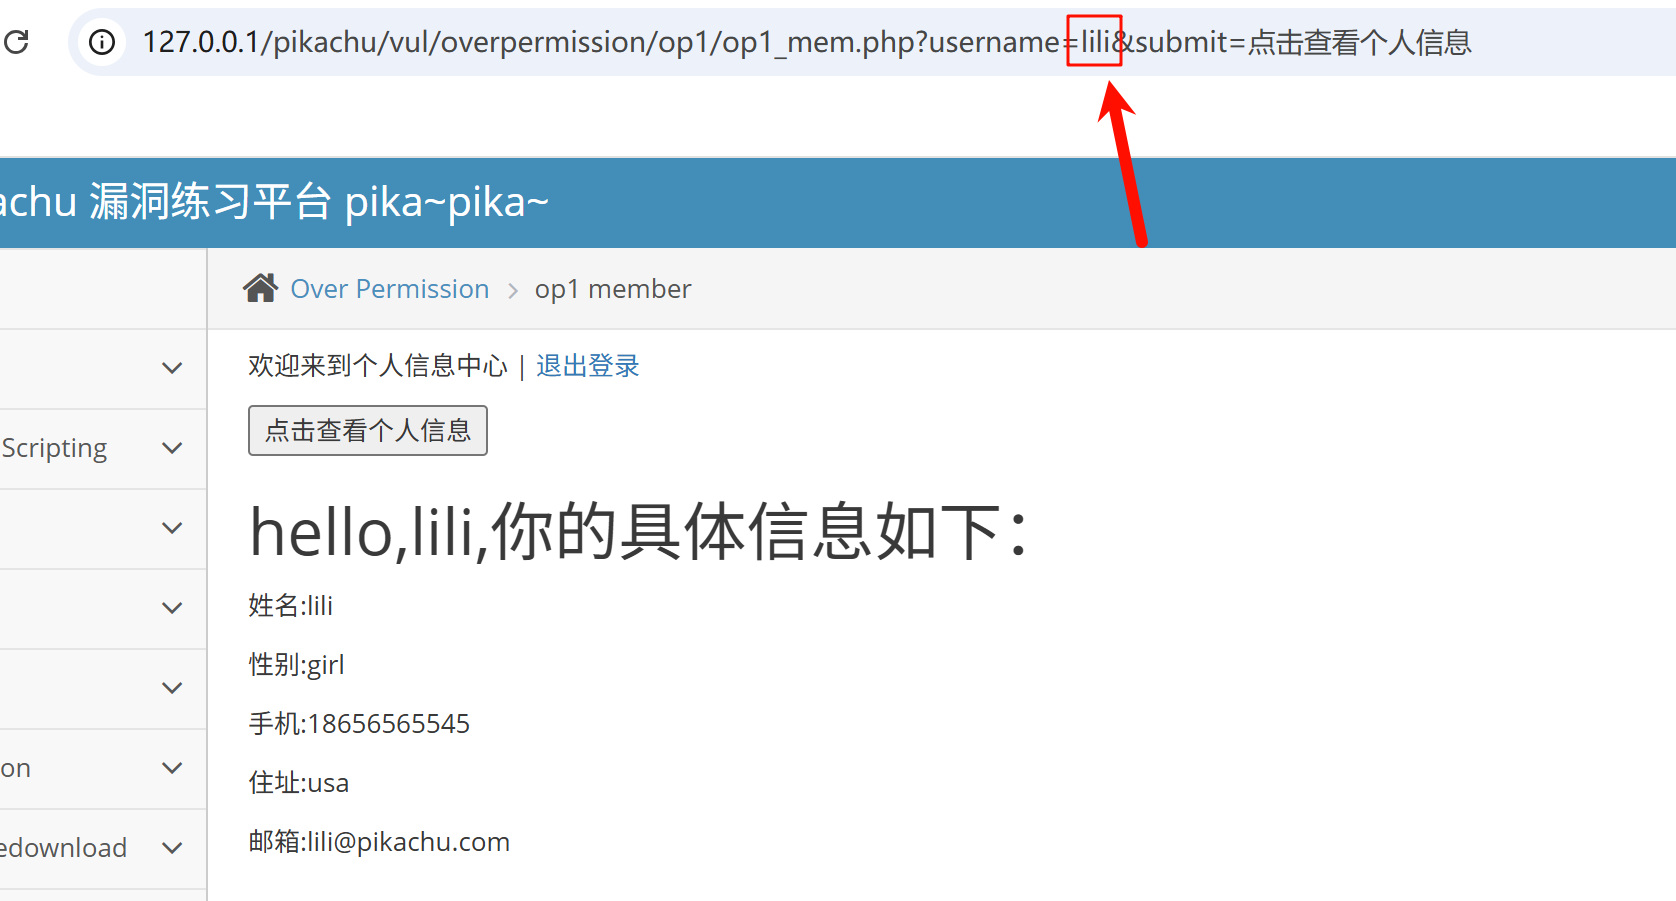 127.0.0.1/pikachu/vul/overpermission/op1/op1_mem.php?username=lili&submit=点击查看个人信息
achu 漏洞练习平台 pika~pika~
Over Permission > op1 member
欢迎来到个人信息中心 | 退出登录
点击查看个人信息
Scripting
hello,lili,你的具体信息如下：
姓名:lili
性别:girl
手机:18656565545
on
住址:usa
edownload
邮箱:lili@pikachu.com